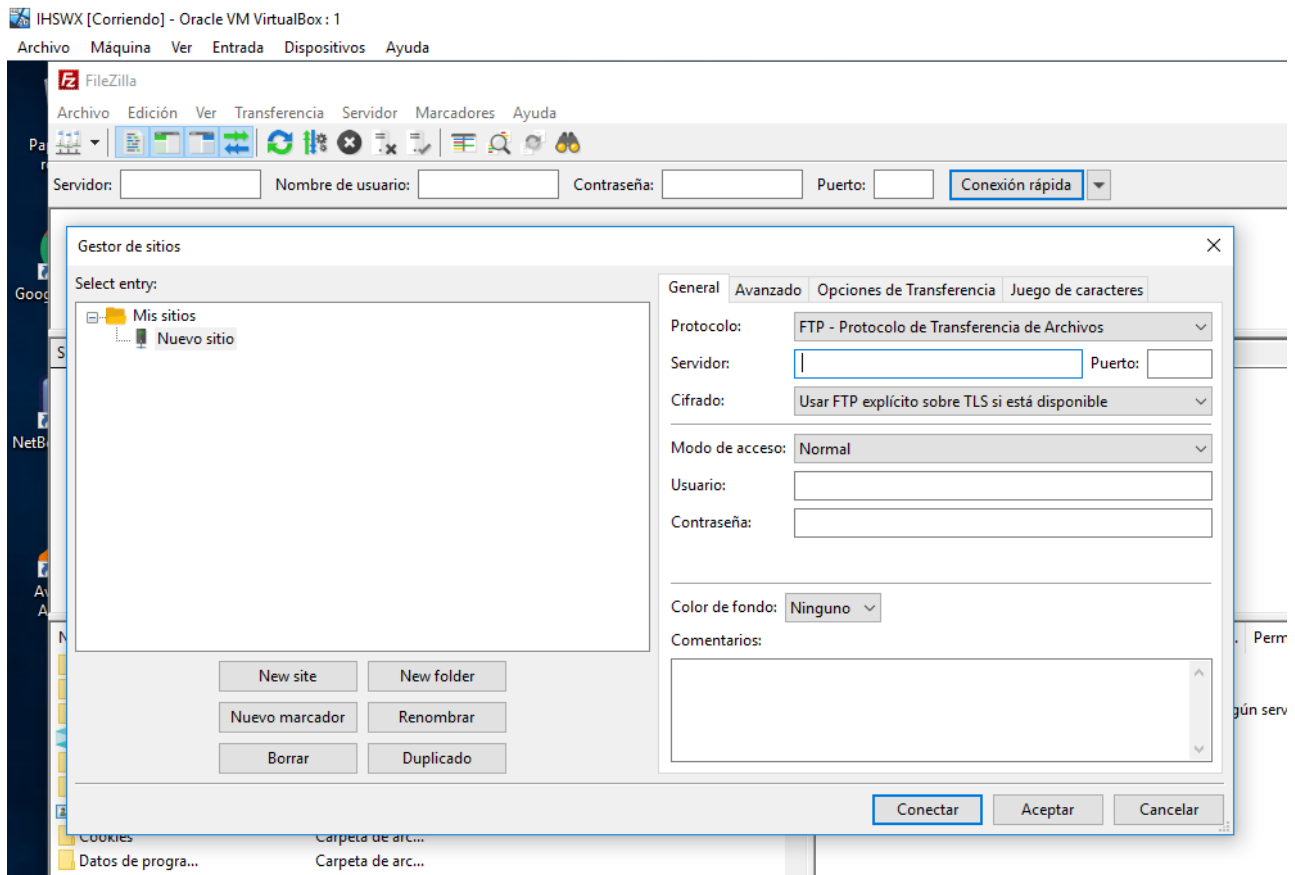 IHSWX [Corriendo] - Oracle VM VirtualBox : 1
Archivo Máquina Ver Entrada Dispositivos Ayuda
FileZilla
Archivo Edición Ver Transferencia Servidor Marcadores Ayuda
Servidor: Nombre de usuario: Contraseña: Puerto: Conexión rápida
Gestor de sitios
Select entry:
Mis sitios
Nuevo sitio
New site New folder
Nuevo marcador Renombrar
Borrar Duplicado
General Avanzado Opciones de Transferencia Juego de caracteres
Protocolo: FTP - Protocolo de Transferencia de Archivos
Servidor: Puerto:
Cifrado: Usar FTP explícito sobre TLS si está disponible
Modo de acceso: Normal
Usuario:
Contraseña:
Color de fondo: Ninguno
Comentarios:
Conectar Aceptar Cancelar
Cookies Carpeta de arc...
Datos de progra... Carpeta de arc...